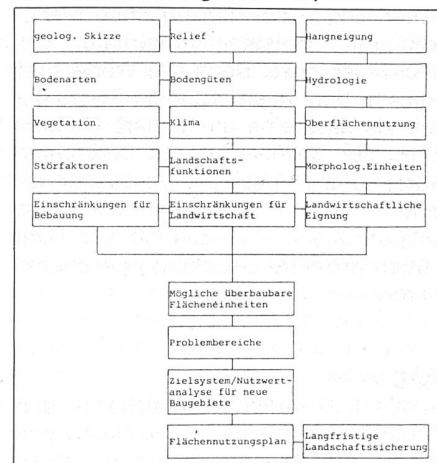 geolog. Skizze
Relief
Hangneigung
Bodenarten
Bodengüten
Hydrologie
Vegetation
Klima
Oberflächennutzung
Störfaktoren
Landschafts-
funktionen
Morpholog.Einheiten
Einschränkungen für
Bebauung
Einschränkungen für
Landwirtschaft
Landwirtschaftliche
Eignung
Mögliche überbaubare
Flächeneinheiten
Problembereiche
Zielsystem/Nutzwert-
analyse für neue
Baugebiete
Flächennutzungsplan
Langfristige
Landschaftssicherung